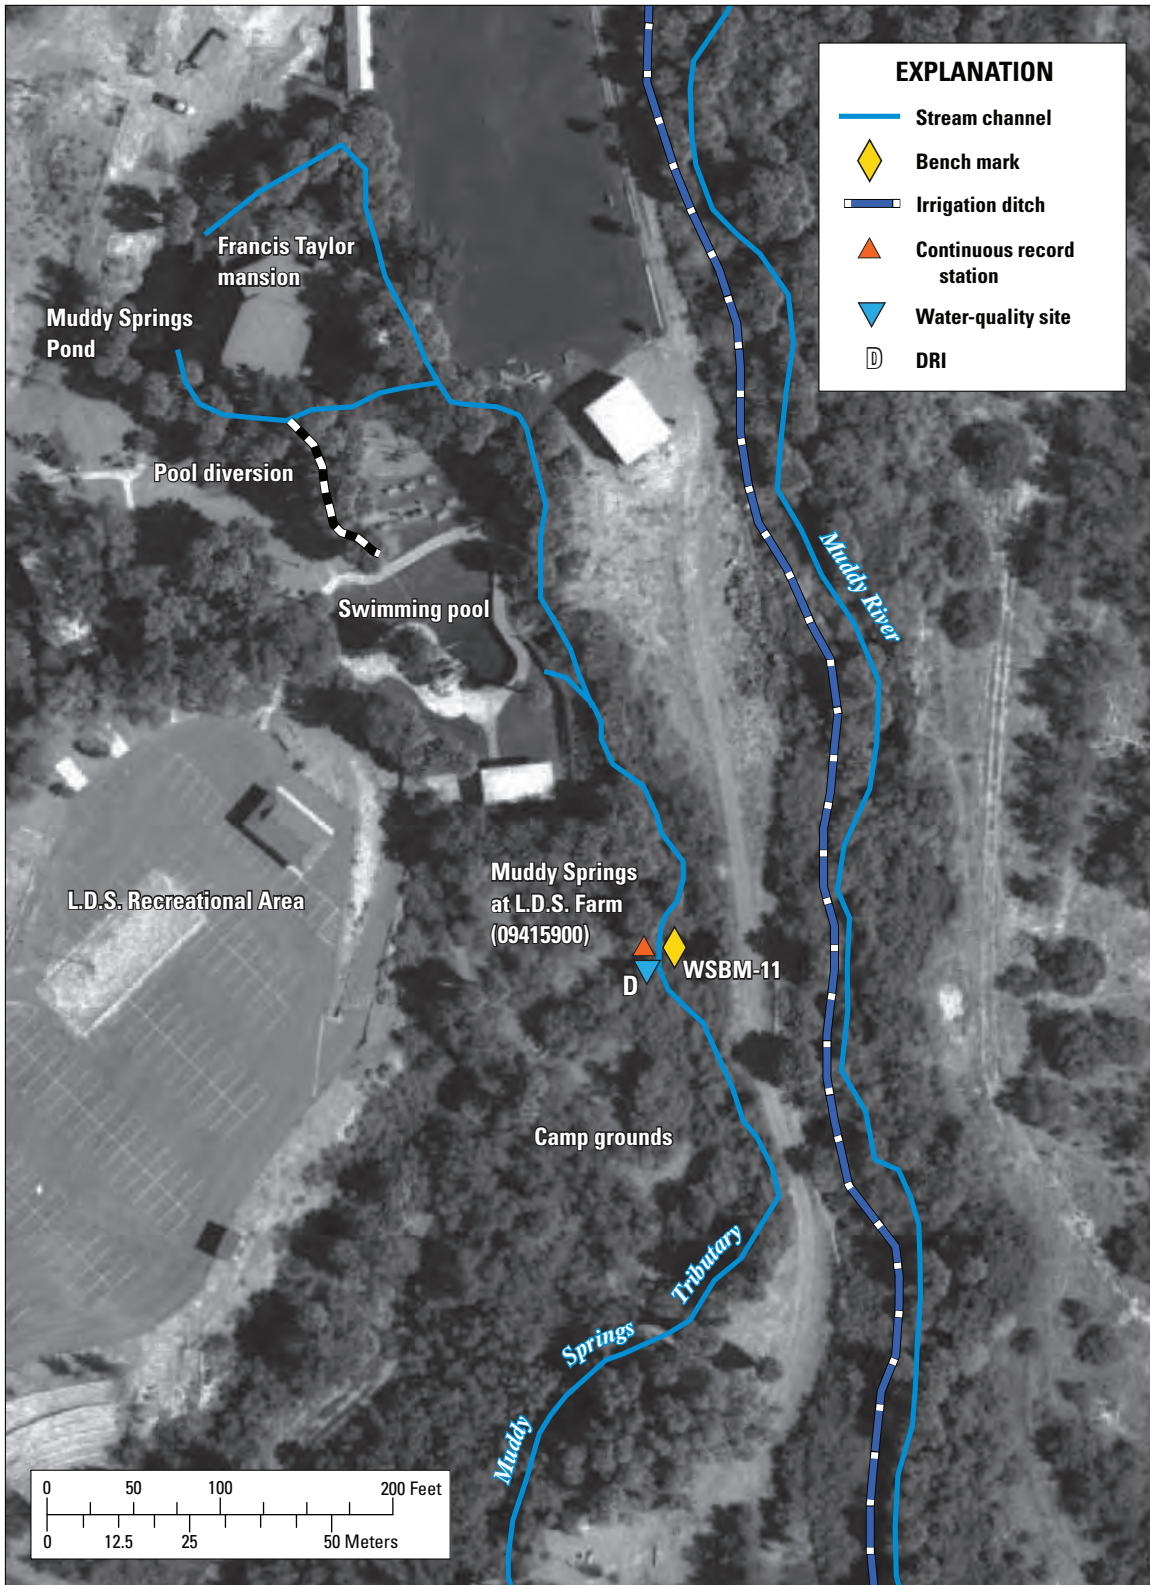 EXPLANATION
Stream channel
Bench mark
Irrigation ditch
Continuous record
station
Water-quality site
D DRI
Francis Taylor
mansion
Muddy Springs
Pond
Pool diversion
Muddy River
Swimming pool
Muddy Springs
at L.D.S. Farm
(09415900)
L.D.S. Recreational Area
WSBM-11
D
Camp grounds
Muddy Springs Tributary
0 50 100 200 Feet
0 12.5 25 50 Meters